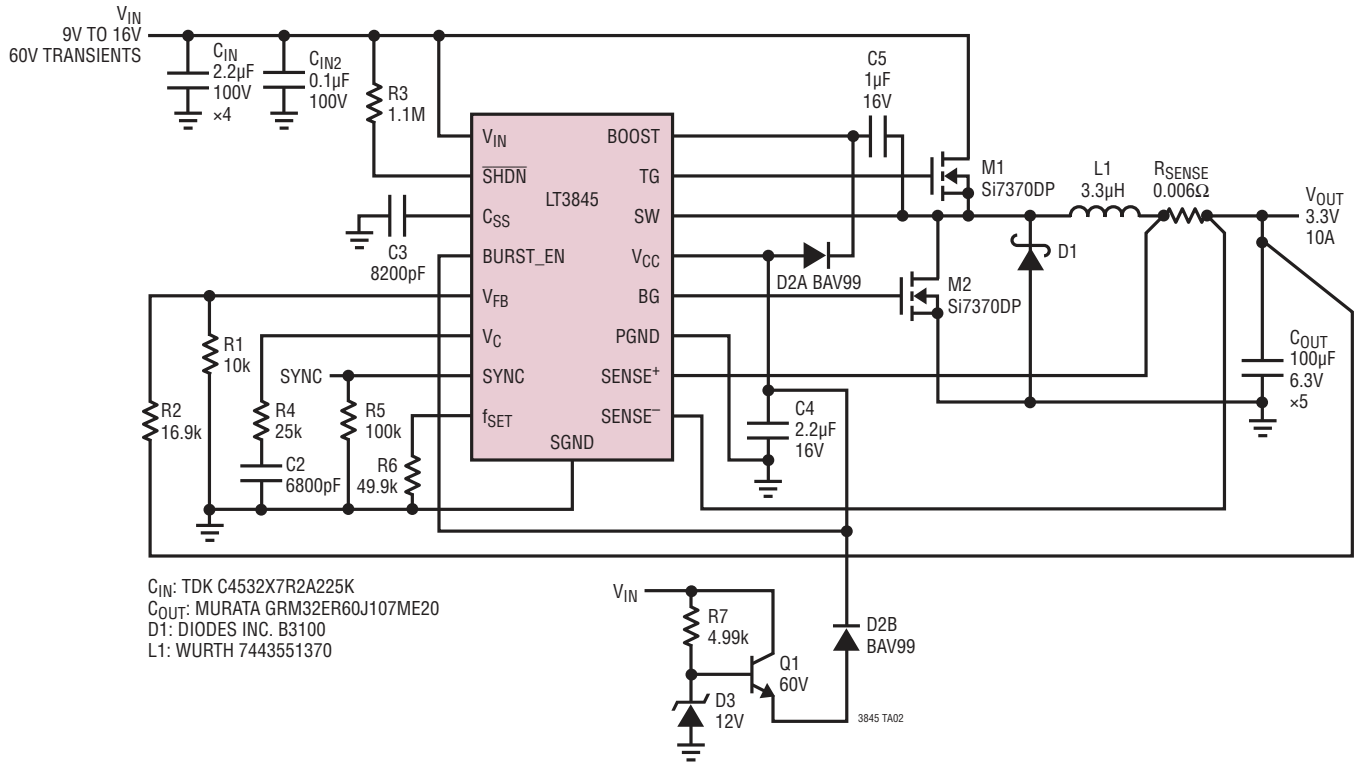 VIN
9V TO 16V
60V TRANSIENTS
CIN
2.2µF
100V
×4
CIN2
0.1µF
100V
R3
1.1M
C5
1µF
16V
VIN
SHDN
CSS
BURST_EN
VFB
VC
SYNC
fSET
LT3845
SGND
BOOST
TG
SW
VCC
BG
PGND
SENSE+
SENSE–
C3
8200pF
D2A BAV99
M1
Si7370DP
M2
Si7370DP
L1
3.3µH
RSENSE
0.006Ω
VOUT
3.3V
10A
D1
COUT
100µF
6.3V
×5
R1
10k
R2
16.9k
R4
25k
C2
6800pF
SYNC
R5
100k
R6
49.9k
C4
2.2µF
16V
CIN: TDK C4532X7R2A225K
COUT: MURATA GRM32ER60J107ME20
D1: DIODES INC. B3100
L1: WURTH 7443551370
VIN
R7
4.99k
D3
12V
Q1
60V
D2B
BAV99
3845 TA02